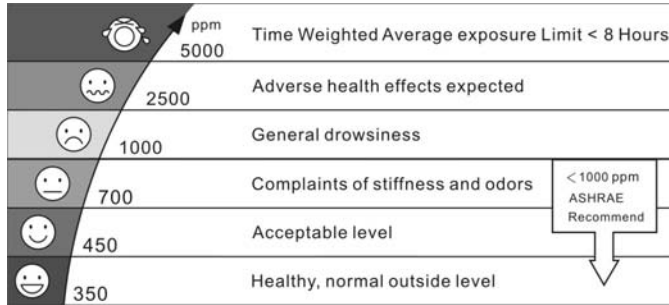 ppm
5000 Time Weighted Average exposure Limit < 8 Hours
2500 Adverse health effects expected
1000 General drowsiness
700 Complaints of stiffness and odors
450 Acceptable level
350 Healthy, normal outside level
<1000 ppm
ASHRAE
Recommend